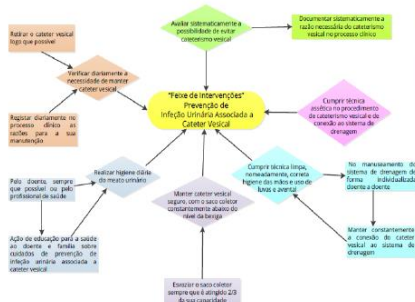 Retirar o cateter vesical
logo que possível
Avaliar sistematicamente a
possibilidade de evitar
cateterismo vesical
Documentar sistematicamente a
razão necessária do cateterismo
vesical no processo clínico
Verificar diariamente a
necessidade de manter
cateter vesical
"Feixe de Intervenções"
Prevenção de
Infeção Urinária Associada a
Cateter Vesical
Registar diariamente no
processo clínico as
razões para a sua
manutenção
Cumprir técnica
assética no procedimento
de cateterismo vesical e de
conexão ao sistema de
drenagem
Pelo doente, sempre
que possível ou pelo
profissional de saúde
Realizar higiene diária
do meato urinário
Ação de educação para a saúde
ao doente e família sobre
cuidados de prevenção de
infeção urinária associada a
cateter vesical
Manter cateter vesical
seguro, com o saco coletor
constantemente abaixo do
nível da bexiga
Cumprir técnica limpa,
nomeadamente, correta
higiene das mãos e uso de
luvas e avental
No manuseamento do
sistema de drenagem de
forma individualizada
doente a doente
Manter constantemente
a conexão do cateter
vesical ao sistema de
drenagem
Esvaziar o saco coletor
sempre que é atingido 2/3
da sua capacidade